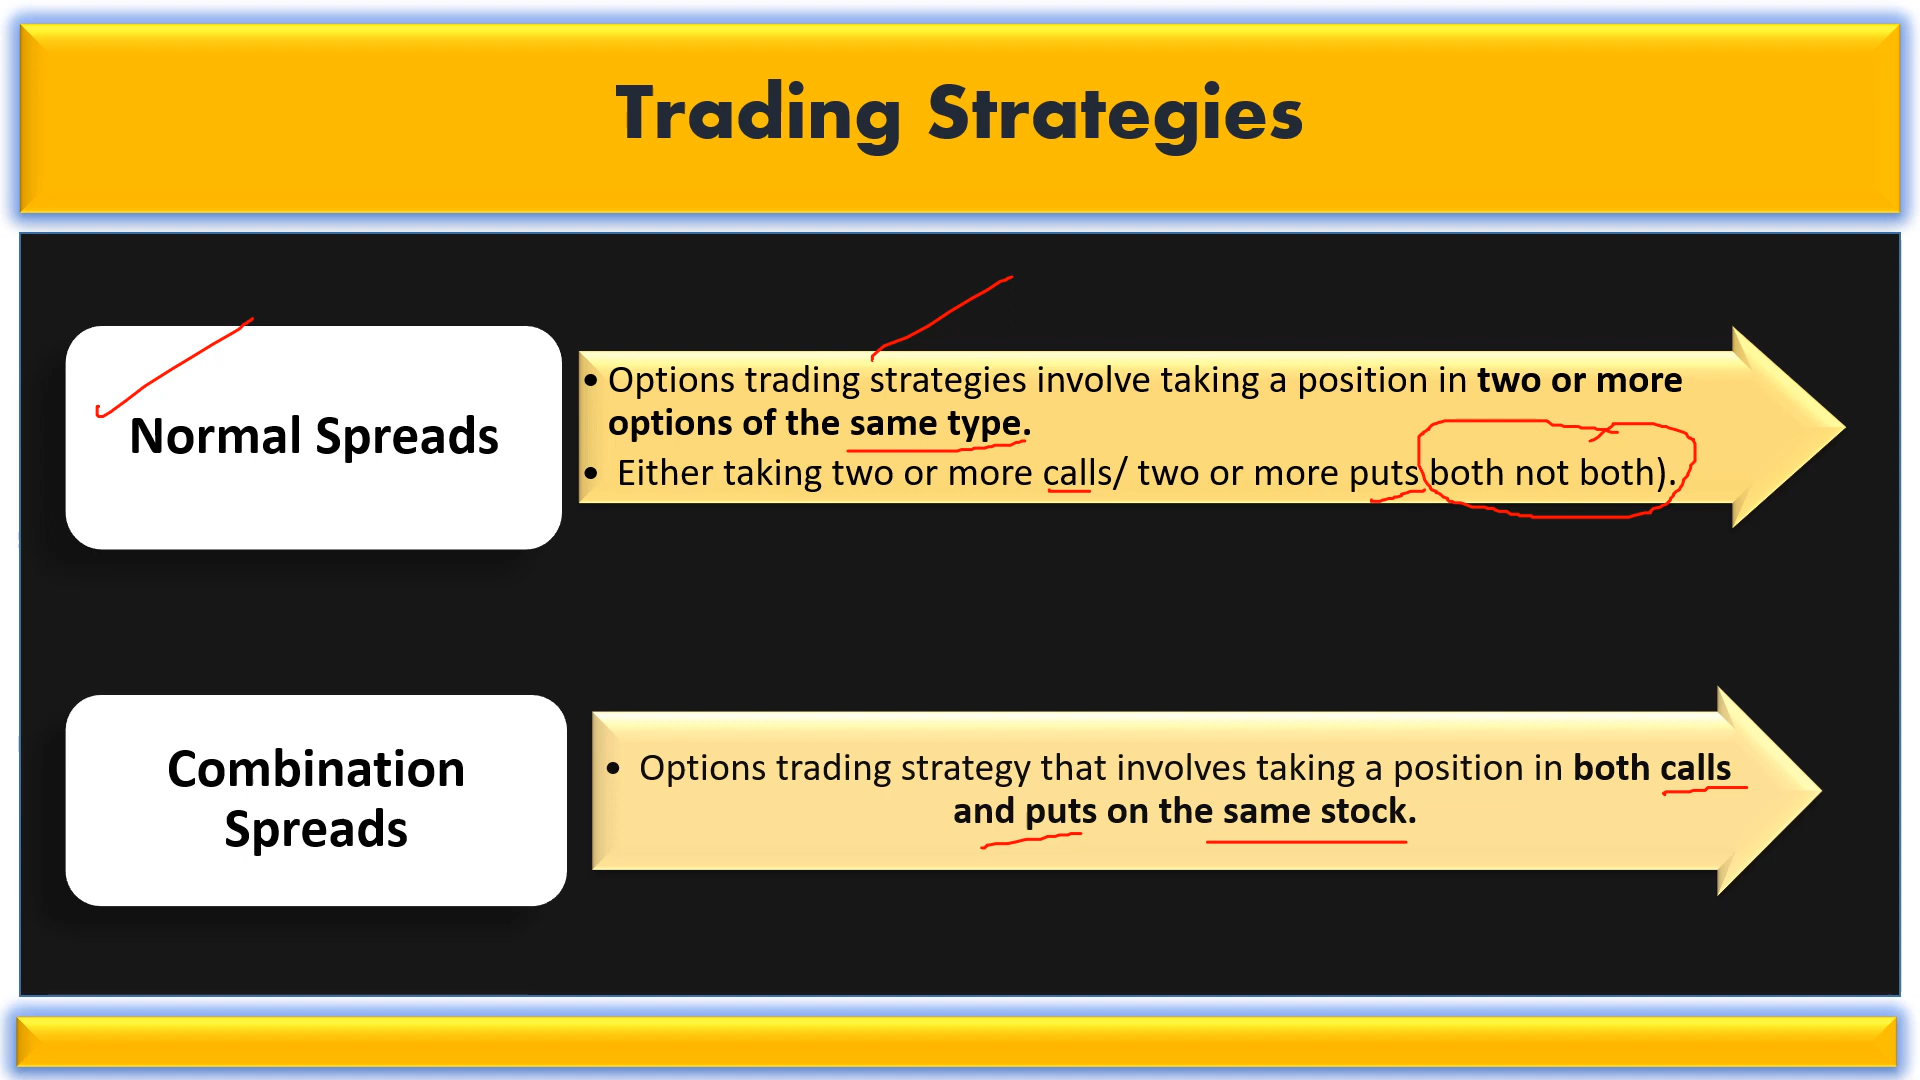 Trading Strategies
Normal Spreads
• Options trading strategies involve taking a position in two or more
options of the same type.
• Either taking two or more calls/ two or more puts both not both).
Combination
Spreads
• Options trading strategy that involves taking a position in both calls
and puts on the same stock.